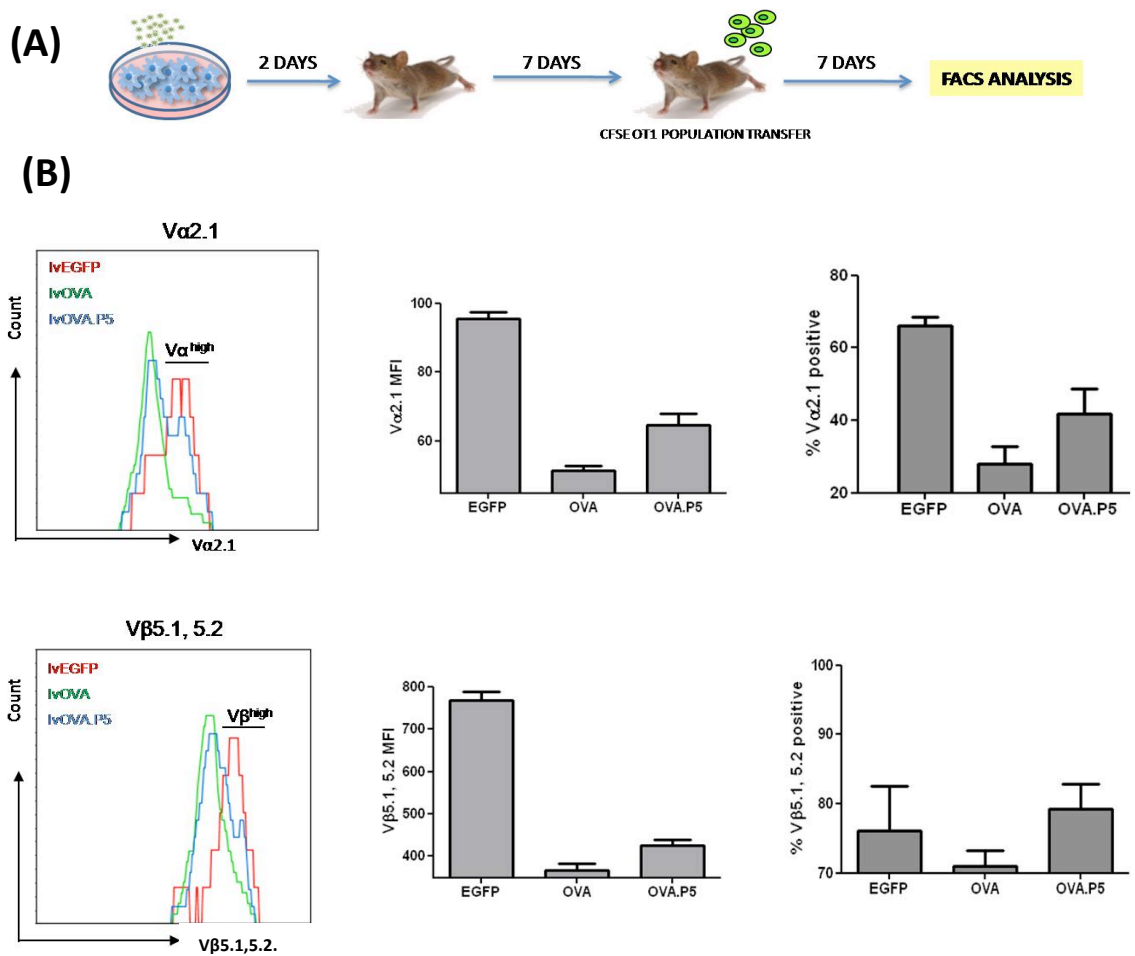 (A)
2 DAYS
7 DAYS
7 DAYS
FACS ANALYSIS
CFSE OT1 POPULATION TRANSFER
(B)
Vα2.1
lvEGFP
lvOVA
lvOVA.P5
Vα^high
Count
Vα2.1
100
80
60
Vα2.1 MFI
EGFP
OVA
OVA.P5
80
60
40
20
% Vα2.1 positive
EGFP
OVA
OVA.P5
Vβ5.1, 5.2
lvEGFP
lvOVA
lvOVA.P5
Vβ^high
Count
Vβ5.1,5.2.
800
700
600
500
400
Vβ5.1, 5.2 MFI
EGFP
OVA
OVA.P5
100
90
80
70
% Vβ5.1, 5.2 positive
EGFP
OVA
OVA.P5